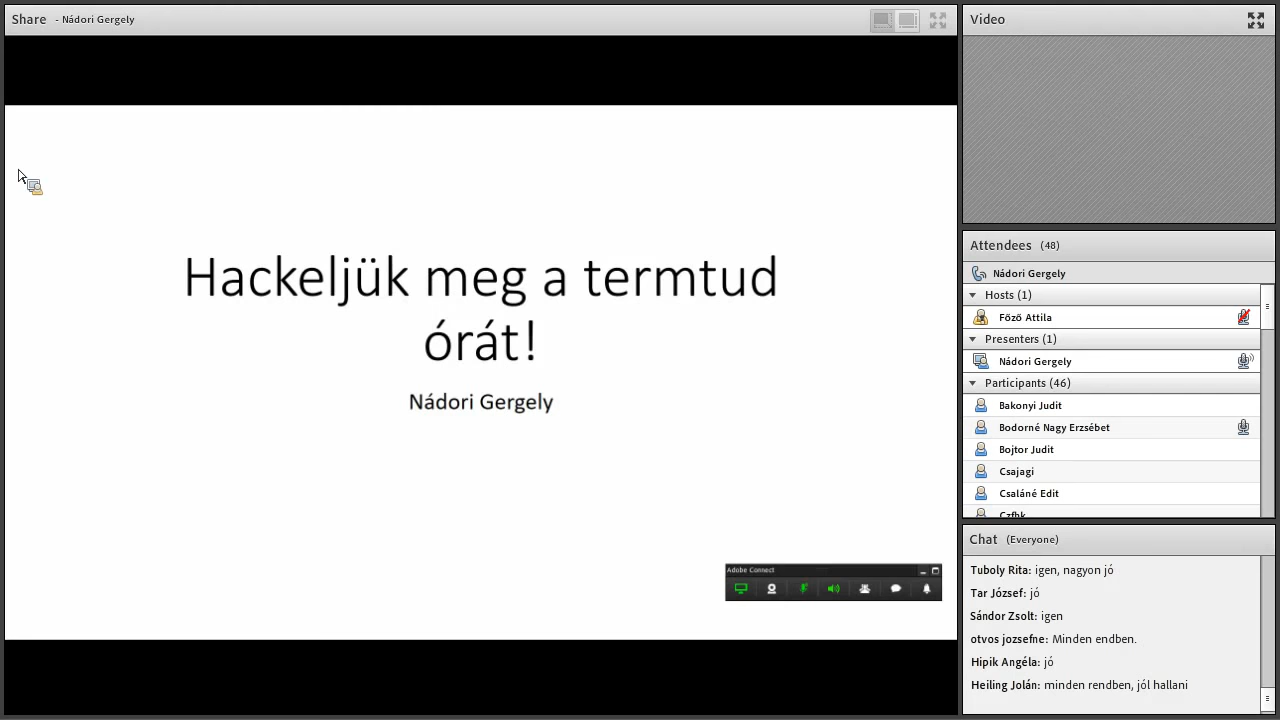 Share - Nádori Gergely
Hackeljük meg a termtud
órát!
Nádori Gergely
Adobe Connect
Video
Attendees (48)
Nádori Gergely
Hosts (1)
Főző Attila
Presenters (1)
Nádori Gergely
Participants (46)
Bakonyi Judit
Bodorné Nagy Erzsébet
Bojtor Judit
Csajagi
Csaláné Edit
Czfbk
Chat (Everyone)
Tuboly Rita: igen, nagyon jó
Tar József: jó
Sándor Zsolt: igen
otvos jozsefne: Minden endben.
Hipik Angéla: jó
Heiling Jolán: minden rendben, jól hallani